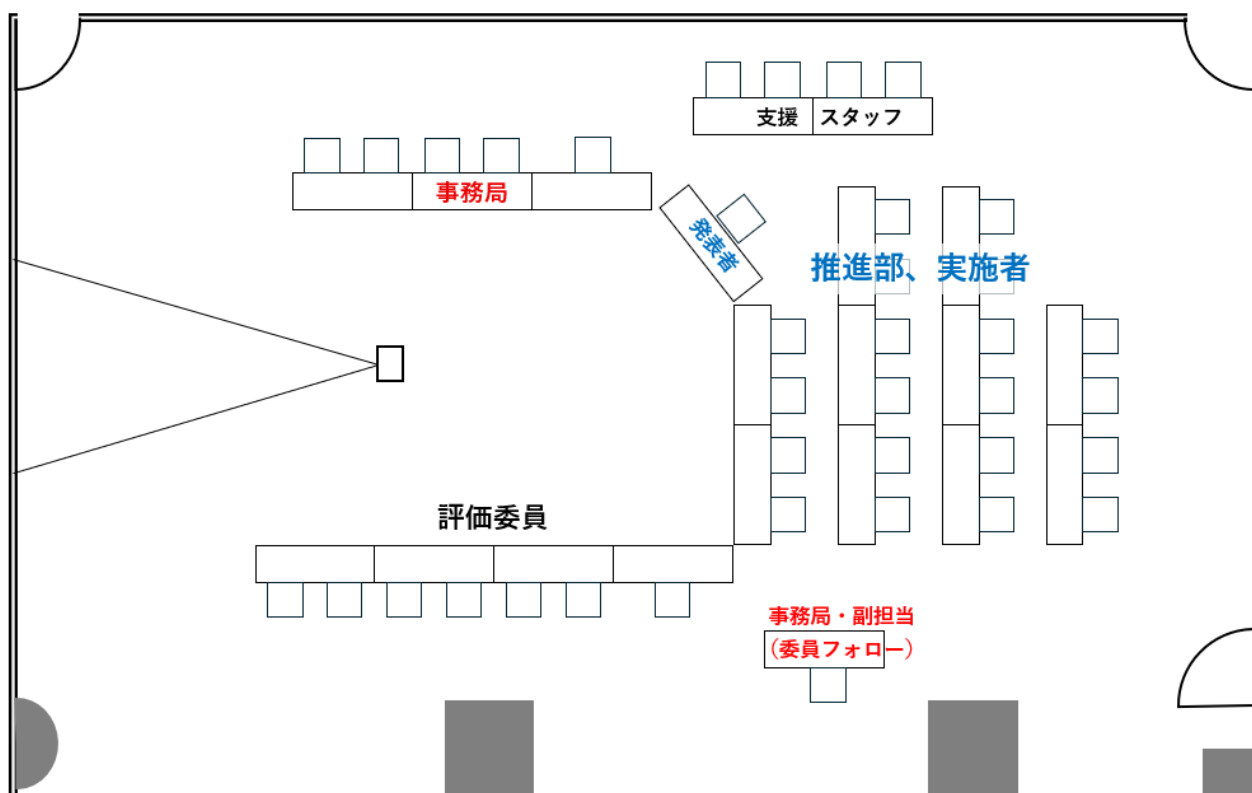 支援 スタッフ
事務局
発表者
推進部、実施者
評価委員
事務局・副担当
（委員フォロー）